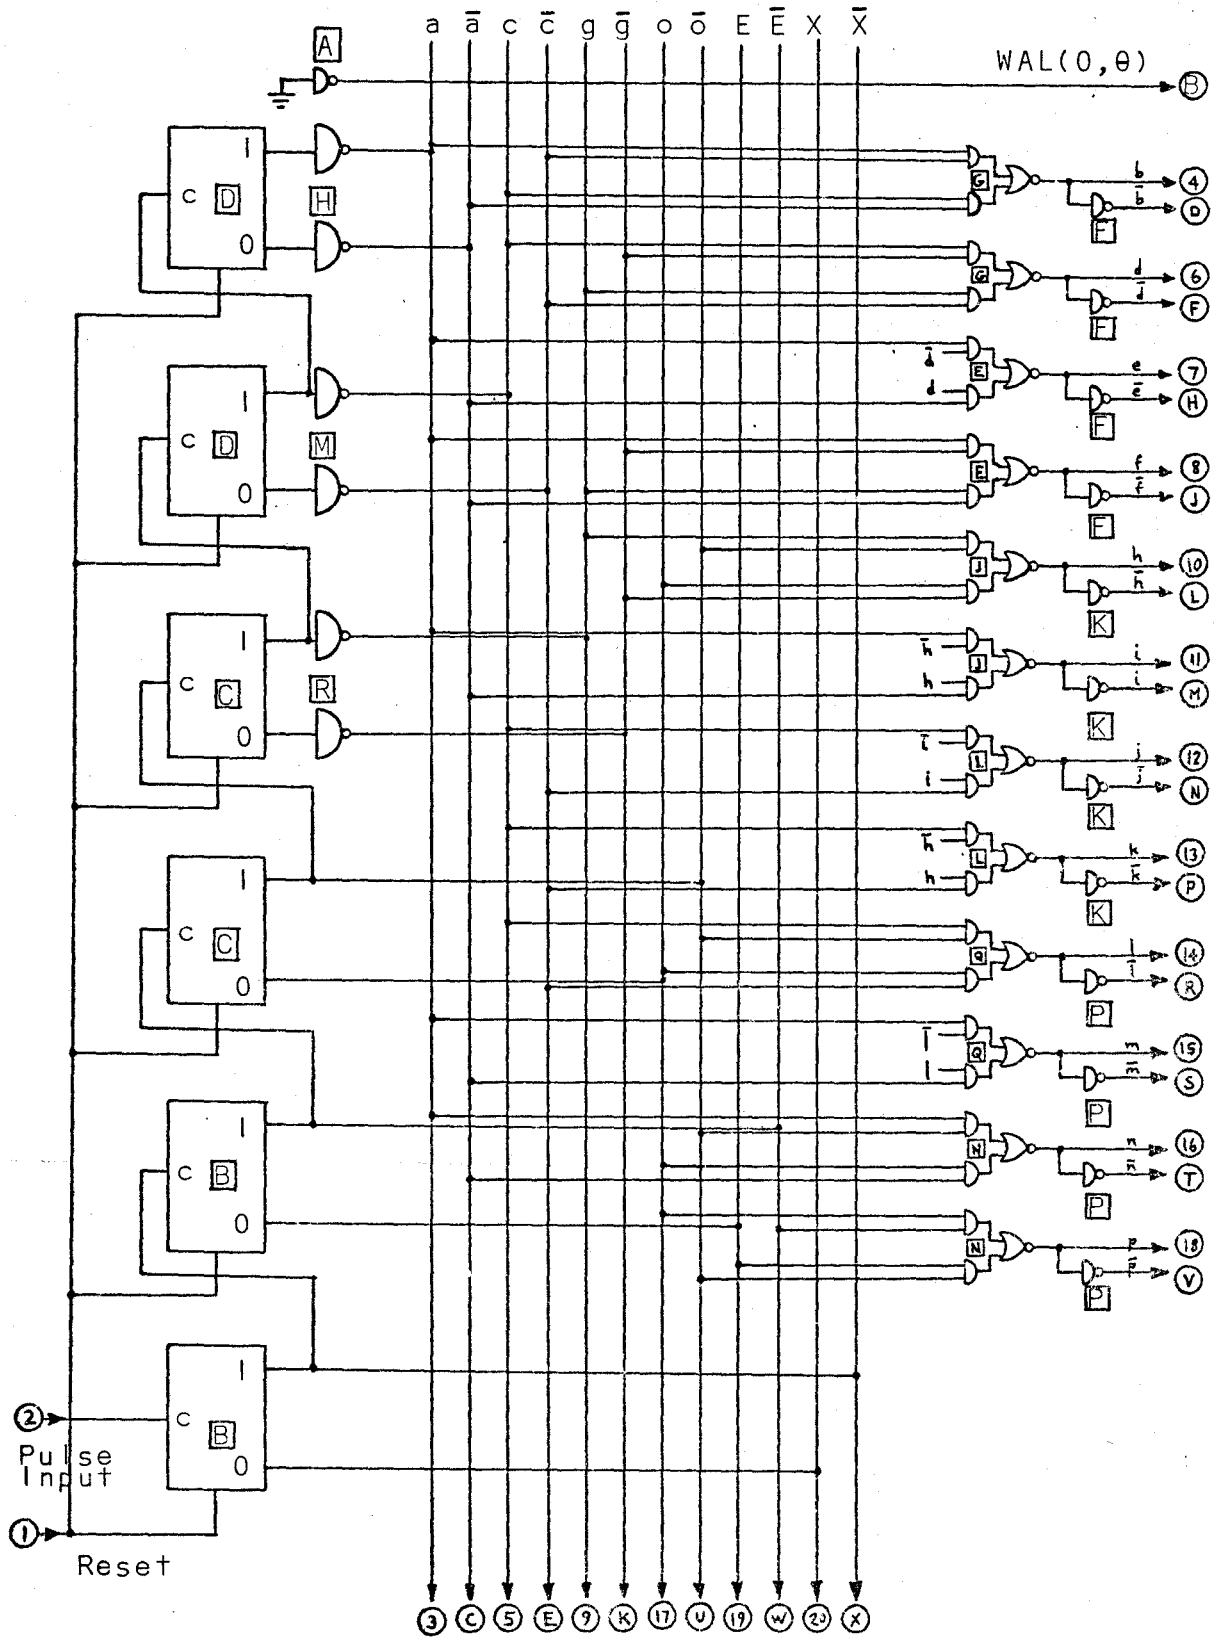 a a̅ c c̅ g g̅ o o̅ E E̅ X X̅
A
WAL(0,θ)
B
1
C D
0
H
G
b 4
b̅ D
F
G
d 6
d̅ F
F
1
C D
0
M
d̅
E
d
e 7
e̅ H
F
E
f 8
f̅ J
F
J
h 10
h̅ L
K
1
C C
0
R
h̅
J
h
i 11
i M
K
i̅
I
i
j 12
j̅ N
K
1
C C
0
h̅
L
h
k 13
k̅ P
K
Q
l 14
l̅ R
P
l̅
Q
l
m 15
m̅ S
P
1
C B
0
N
n 16
n̅ T
P
N
p 18
p̅ V
P
1
C B
0
2
Pulse
Input
1
Reset
3 C 5 E 9 K 17 U 19 W 20 X